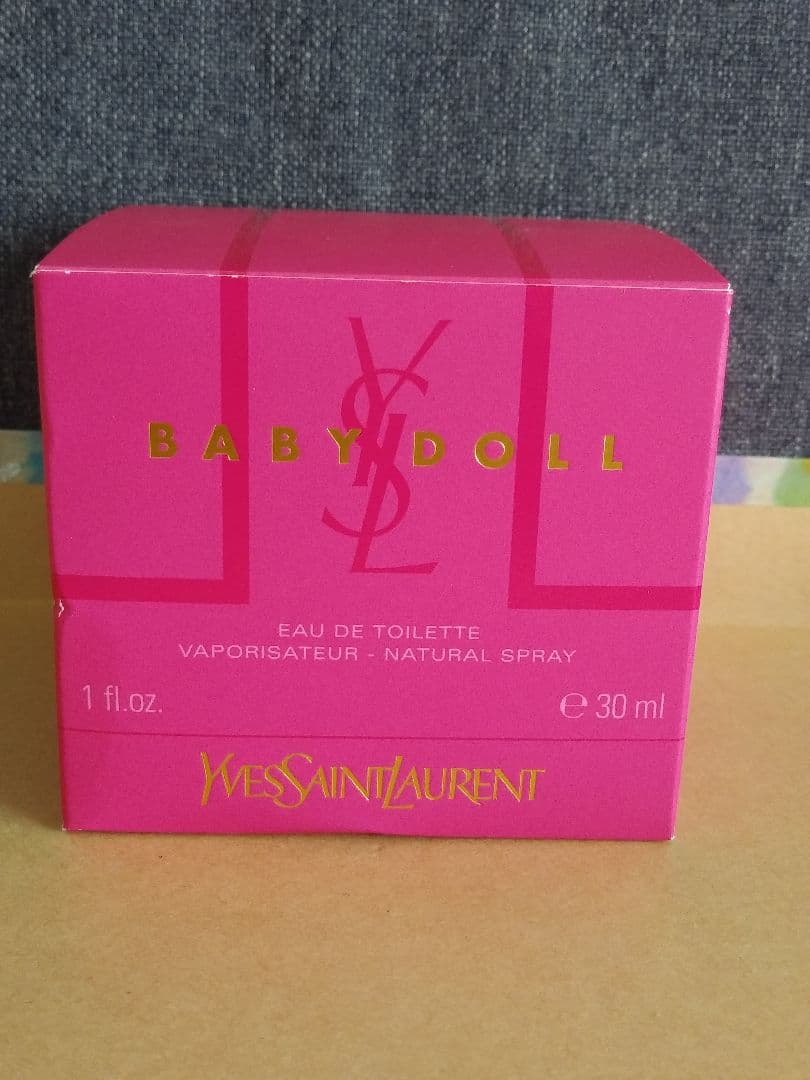 YSL
BABY DOLL
EAU DE TOILETTE
VAPORISATEUR - NATURAL SPRAY
1 fl.oz.
℮ 30 ml
YVESSAINTLAURENT